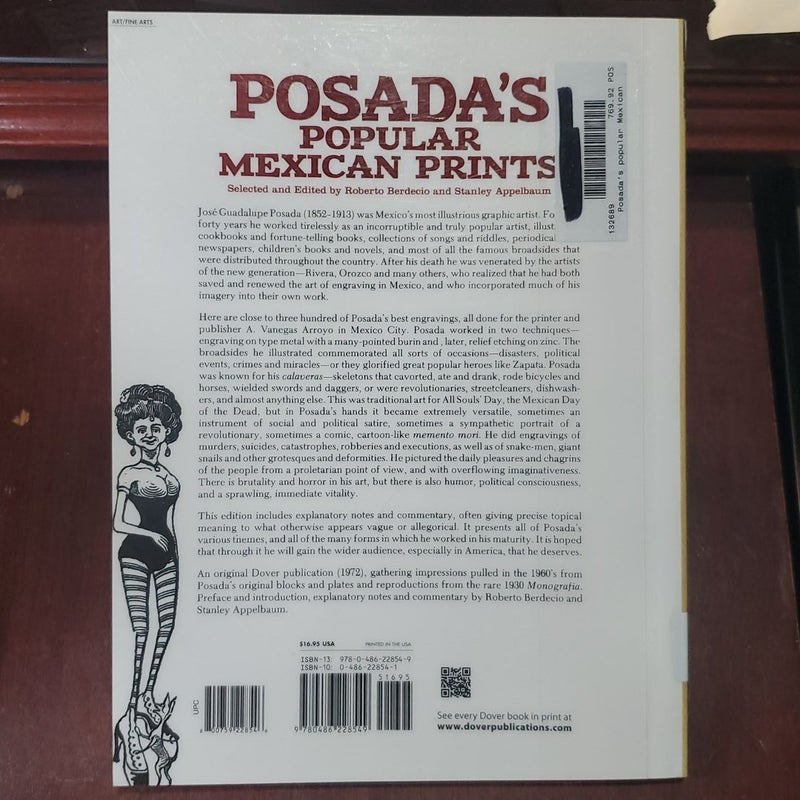 ART/FINE ARTS
POSADA'S
POPULAR
MEXICAN PRINTS
Selected and Edited by Roberto Berdecio and Stanley Appelbaum
132689 769.92 POS
Posada's popular Mexican
José Guadalupe Posada (1852–1913) was Mexico's most illustrious graphic artist. Fo
forty years he worked tirelessly as an incorruptible and truly popular artist, illust
cookbooks and fortune-telling books, collections of songs and riddles, periodical
newspapers, children's books and novels, and most of all the famous broadsides that
were distributed throughout the country. After his death he was venerated by the artists
of the new generation—Rivera, Orozco and many others, who realized that he had both
saved and renewed the art of engraving in Mexico, and who incorporated much of his
imagery into their own work.
Here are close to three hundred of Posada's best engravings, all done for the printer and
publisher A. Vanegas Arroyo in Mexico City. Posada worked in two techniques—
engraving on type metal with a many-pointed burin and, later, relief etching on zinc. The
broadsides he illustrated commemorated all sorts of occasions—disasters, political
events, crimes and miracles—or they glorified great popular heroes like Zapata. Posada
was known for his calaveras—skeletons that cavorted, ate and drank, rode bicycles and
horses, wielded swords and daggers, or were revolutionaries, streetcleaners, dishwash-
ers, and almost anything else. This was traditional art for All Souls' Day, the Mexican Day
of the Dead, but in Posada's hands it became extremely versatile, sometimes an
instrument of social and political satire, sometimes a sympathetic portrait of a
revolutionary, sometimes a comic, cartoon-like memento mori. He did engravings of
murders, suicides, catastrophes, robberies and executions, as well as of snake-men, giant
snails and other grotesques and deformities. He pictured the daily pleasures and chagrins
of the people from a proletarian point of view, and with overflowing imaginativeness.
There is brutality and horror in his art, but there is also humor, political consciousness,
and a sprawling, immediate vitality.
This edition includes explanatory notes and commentary, often giving precise topical
meaning to what otherwise appears vague or allegorical. It presents all of Posada's
various themes, and all of the many forms in which he worked in his maturity. It is hoped
that through it he will gain the wider audience, especially in America, that he deserves.
An original Dover publication (1972), gathering impressions pulled in the 1960's from
Posada's original blocks and plates and reproductions from the rare 1930 Monografía.
Preface and introduction, explanatory notes and commentary by Roberto Berdecio and
Stanley Appelbaum.
$16.95 USA PRINTED IN THE USA
ISBN-13: 978-0-486-22854-9
ISBN-10: 0-486-22854-1
51695
UPC
8 00759 22854 6
9 780486 228549
See every Dover book in print at
www.doverpublications.com